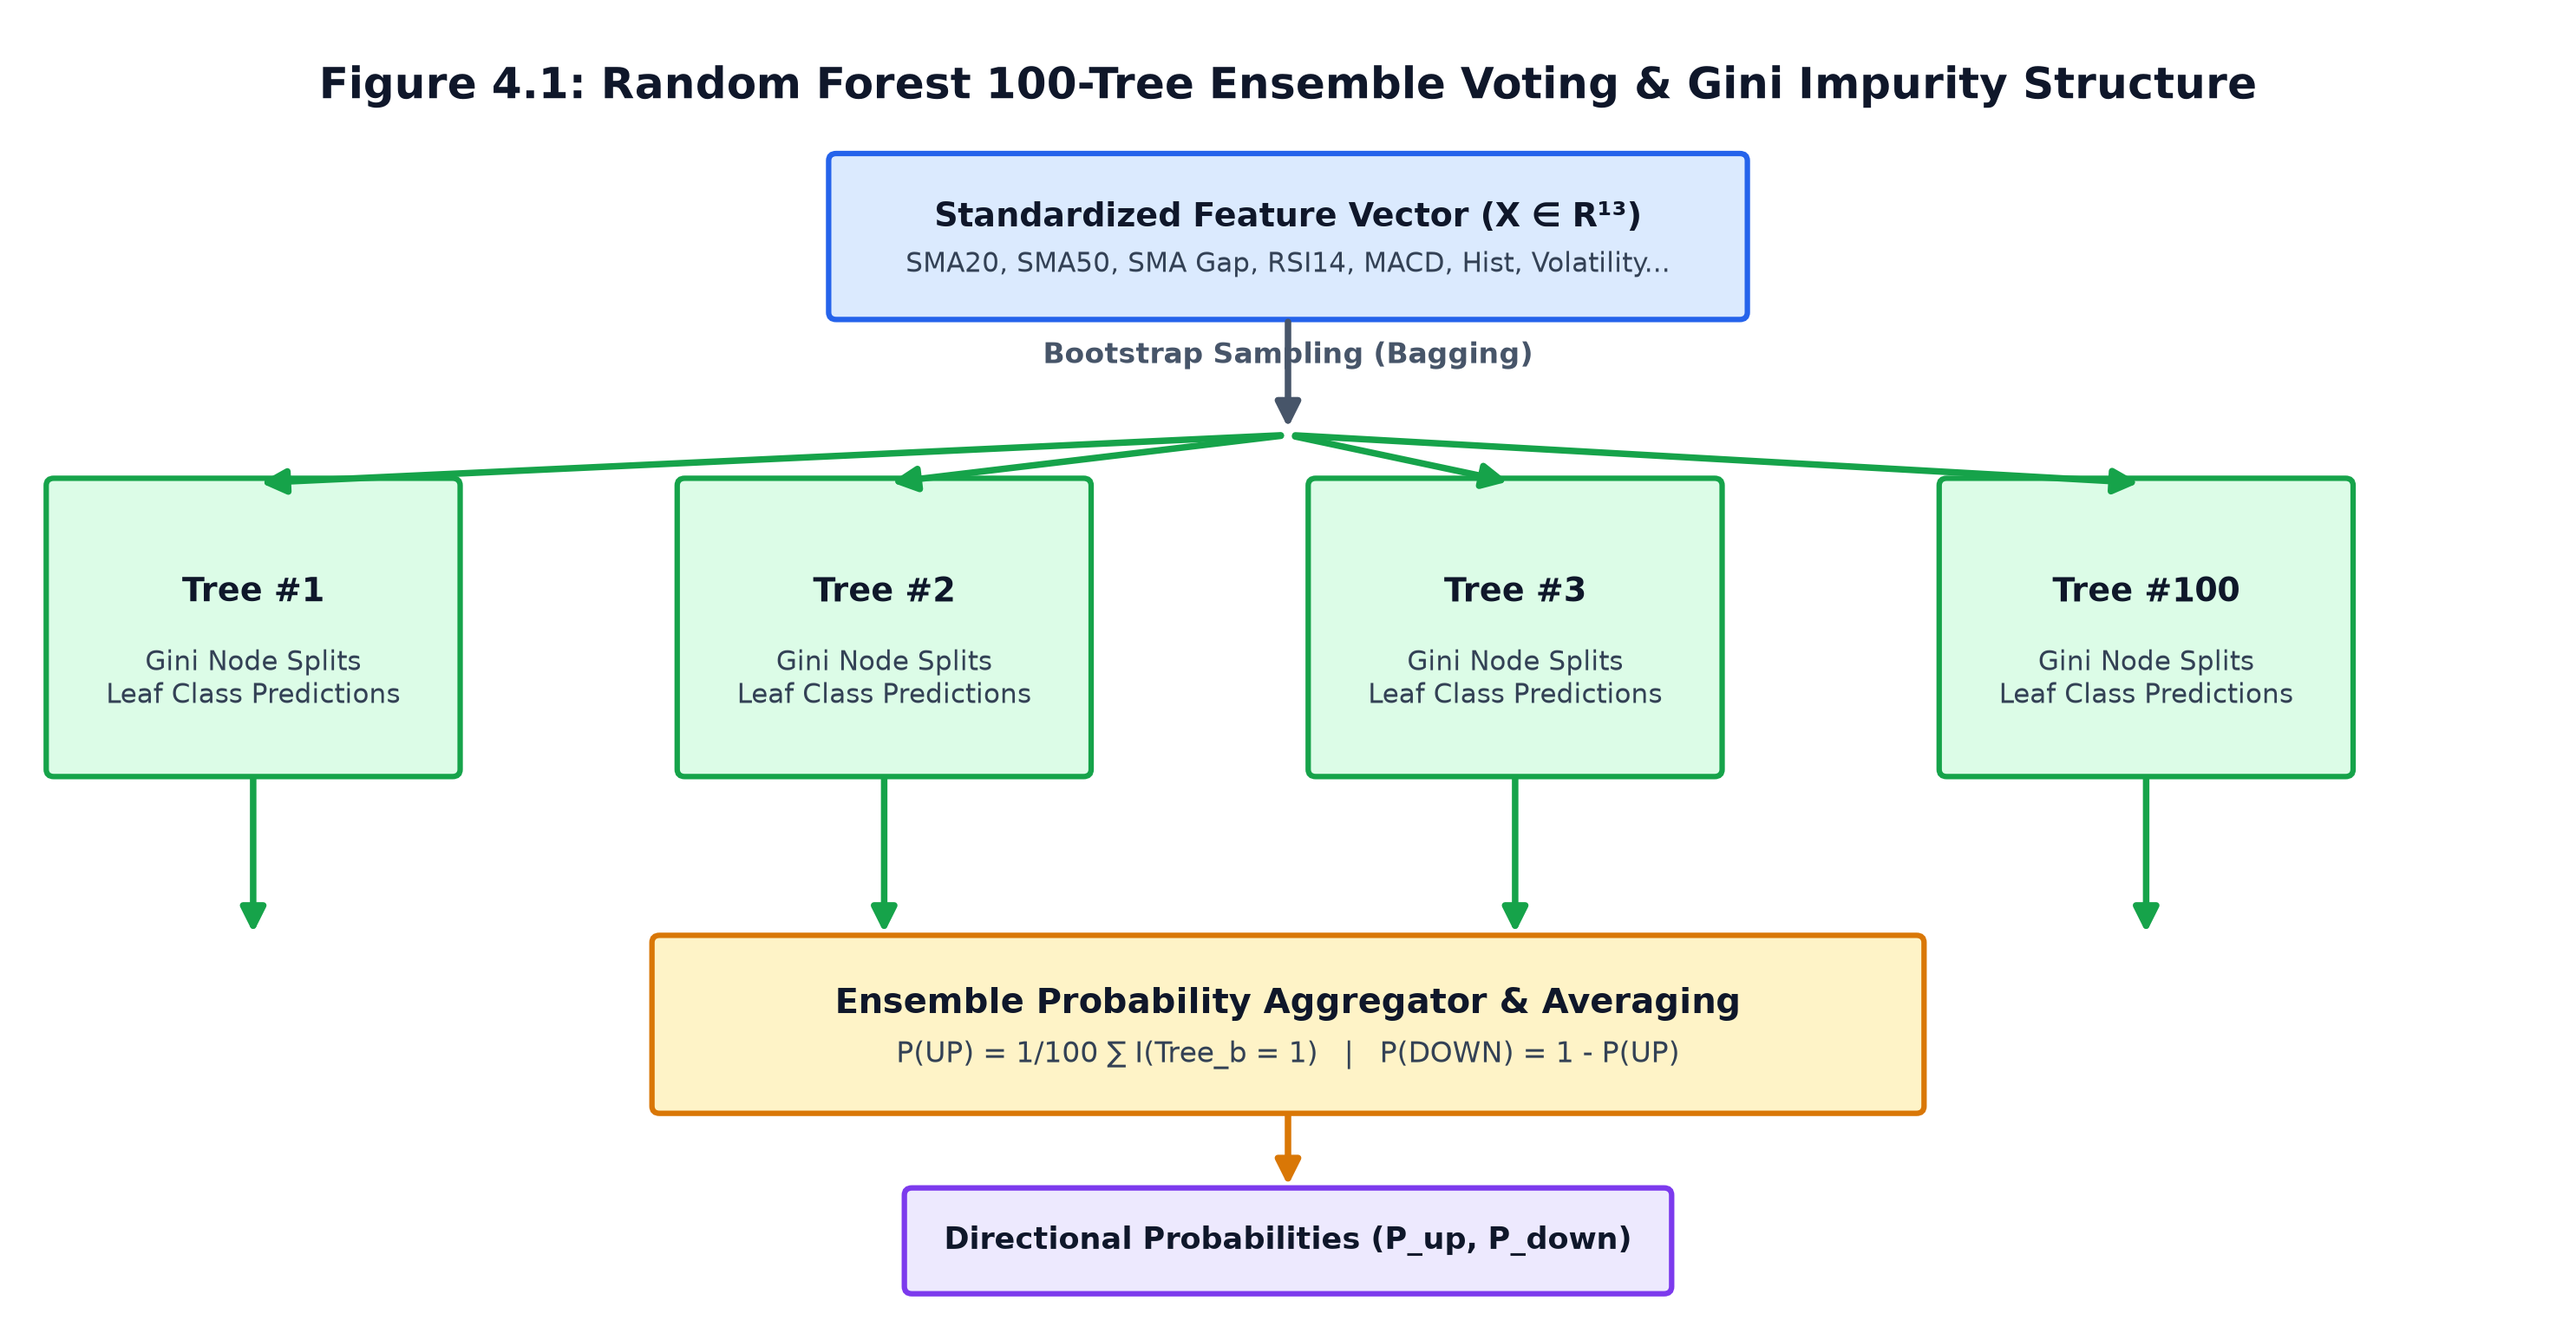 Figure 4.1: Random Forest 100-Tree Ensemble Voting & Gini Impurity Structure
Standardized Feature Vector (X ∈ R¹³)
SMA20, SMA50, SMA Gap, RSI14, MACD, Hist, Volatility...
Bootstrap Sampling (Bagging)
Tree #1
Gini Node Splits
Leaf Class Predictions
Tree #2
Gini Node Splits
Leaf Class Predictions
Tree #3
Gini Node Splits
Leaf Class Predictions
Tree #100
Gini Node Splits
Leaf Class Predictions
Ensemble Probability Aggregator & Averaging
P(UP) = 1/100 ∑ I(Tree_b = 1) | P(DOWN) = 1 - P(UP)
Directional Probabilities (P_up, P_down)